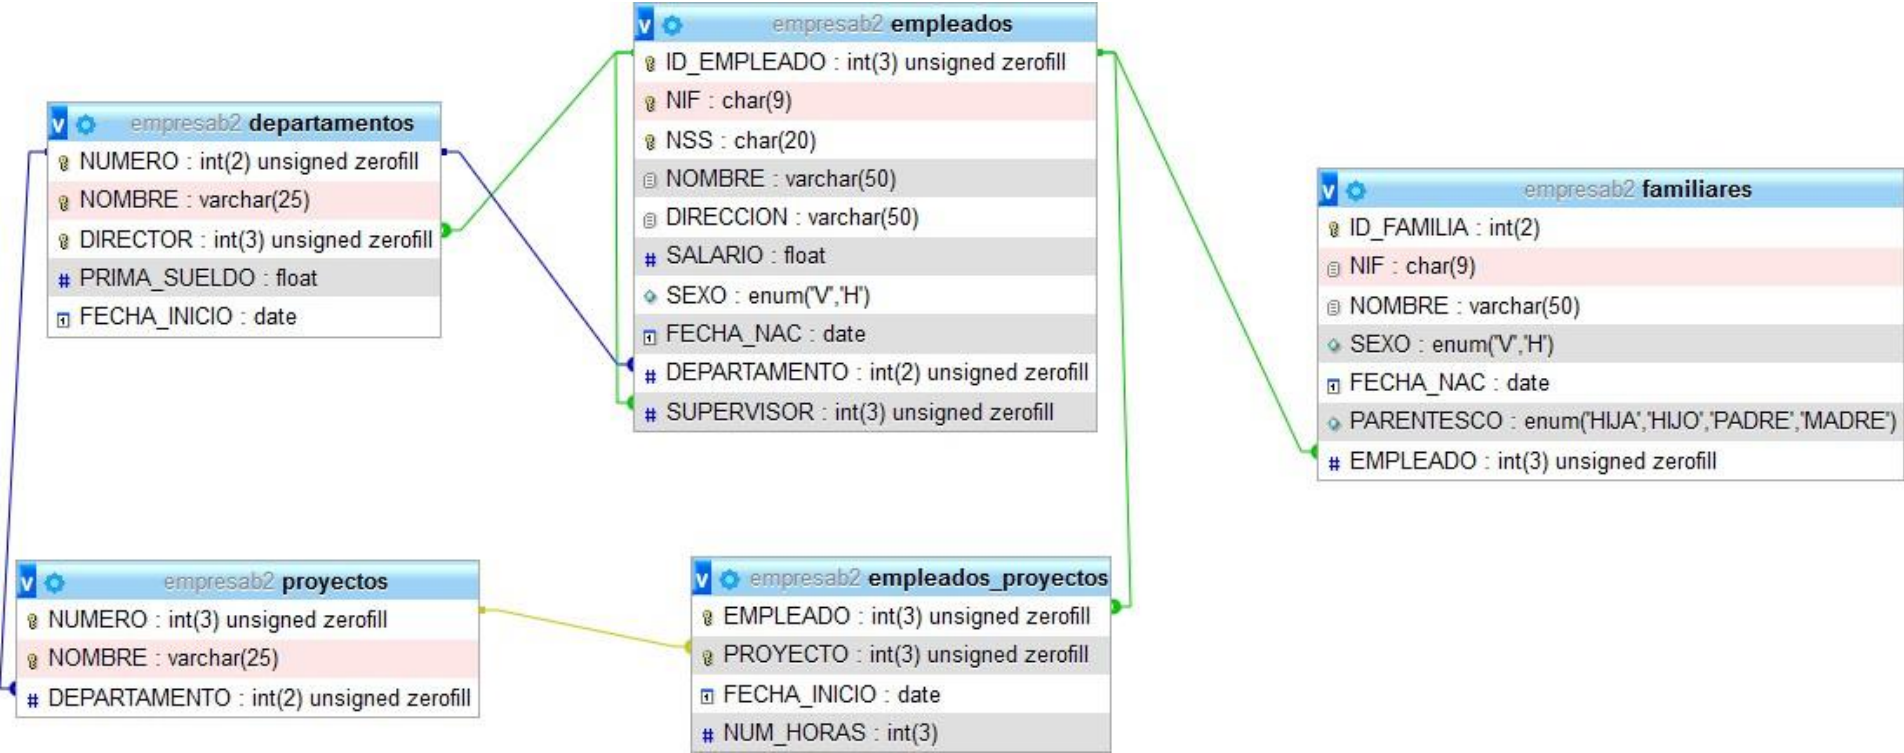 empresab2 departamentos
NUMERO : int(2) unsigned zerofill
NOMBRE : varchar(25)
DIRECTOR : int(3) unsigned zerofill
PRIMA_SUELDO : float
FECHA_INICIO : date
empresab2 empleados
ID_EMPLEADO : int(3) unsigned zerofill
NIF : char(9)
NSS : char(20)
NOMBRE : varchar(50)
DIRECCION : varchar(50)
SALARIO : float
SEXO : enum('V','H')
FECHA_NAC : date
DEPARTAMENTO : int(2) unsigned zerofill
SUPERVISOR : int(3) unsigned zerofill
empresab2 familiares
ID_FAMILIA : int(2)
NIF : char(9)
NOMBRE : varchar(50)
SEXO : enum('V','H')
FECHA_NAC : date
PARENTESCO : enum('HIJA','HIJO','PADRE','MADRE')
EMPLEADO : int(3) unsigned zerofill
empresab2 proyectos
NUMERO : int(3) unsigned zerofill
NOMBRE : varchar(25)
DEPARTAMENTO : int(2) unsigned zerofill
empresab2 empleados_proyectos
EMPLEADO : int(3) unsigned zerofill
PROYECTO : int(3) unsigned zerofill
FECHA_INICIO : date
NUM_HORAS : int(3)